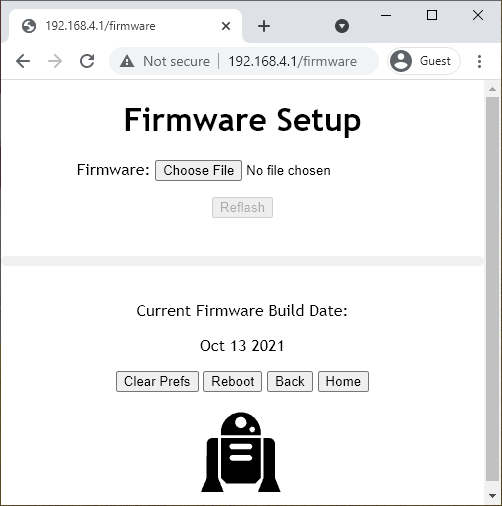 192.168.4.1/firmware
Not secure 192.168.4.1/firmware Guest
Firmware Setup
Firmware: Choose File No file chosen
Reflash
Current Firmware Build Date:
Oct 13 2021
Clear Prefs Reboot Back Home